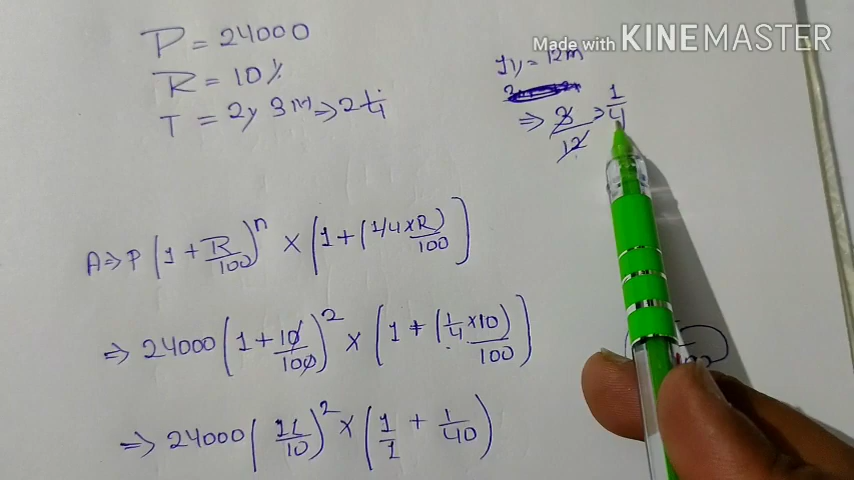 P = 24000
R = 10%
T = 2y 3M ⇒ 2 1/4
Made with KINEMASTER
1y = 12m
⇒ 3/12 ⇒ 1/4
A ⇒ P (1 + R/100)^n × (1 + (1/4 × R)/100)
⇒ 24000 (1 + 10/100)^2 × (1 + (1/4 × 10)/100)
⇒ 24000 (11/10)^2 × (1/1 + 1/40)